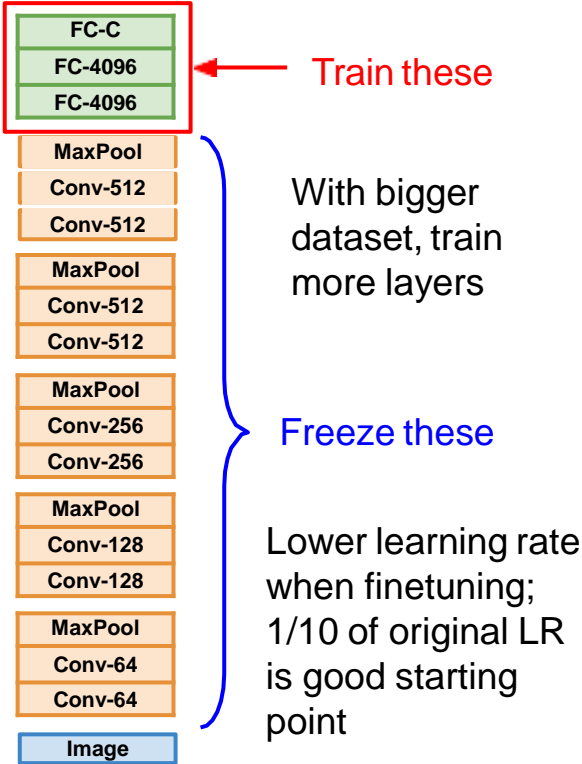 FC-C
FC-4096
FC-4096
Train these
MaxPool
Conv-512
Conv-512
With bigger
dataset, train
more layers
MaxPool
Conv-512
Conv-512
MaxPool
Conv-256
Conv-256
Freeze these
MaxPool
Conv-128
Conv-128
MaxPool
Conv-64
Conv-64
Lower learning rate
when finetuning;
1/10 of original LR
is good starting
point
Image